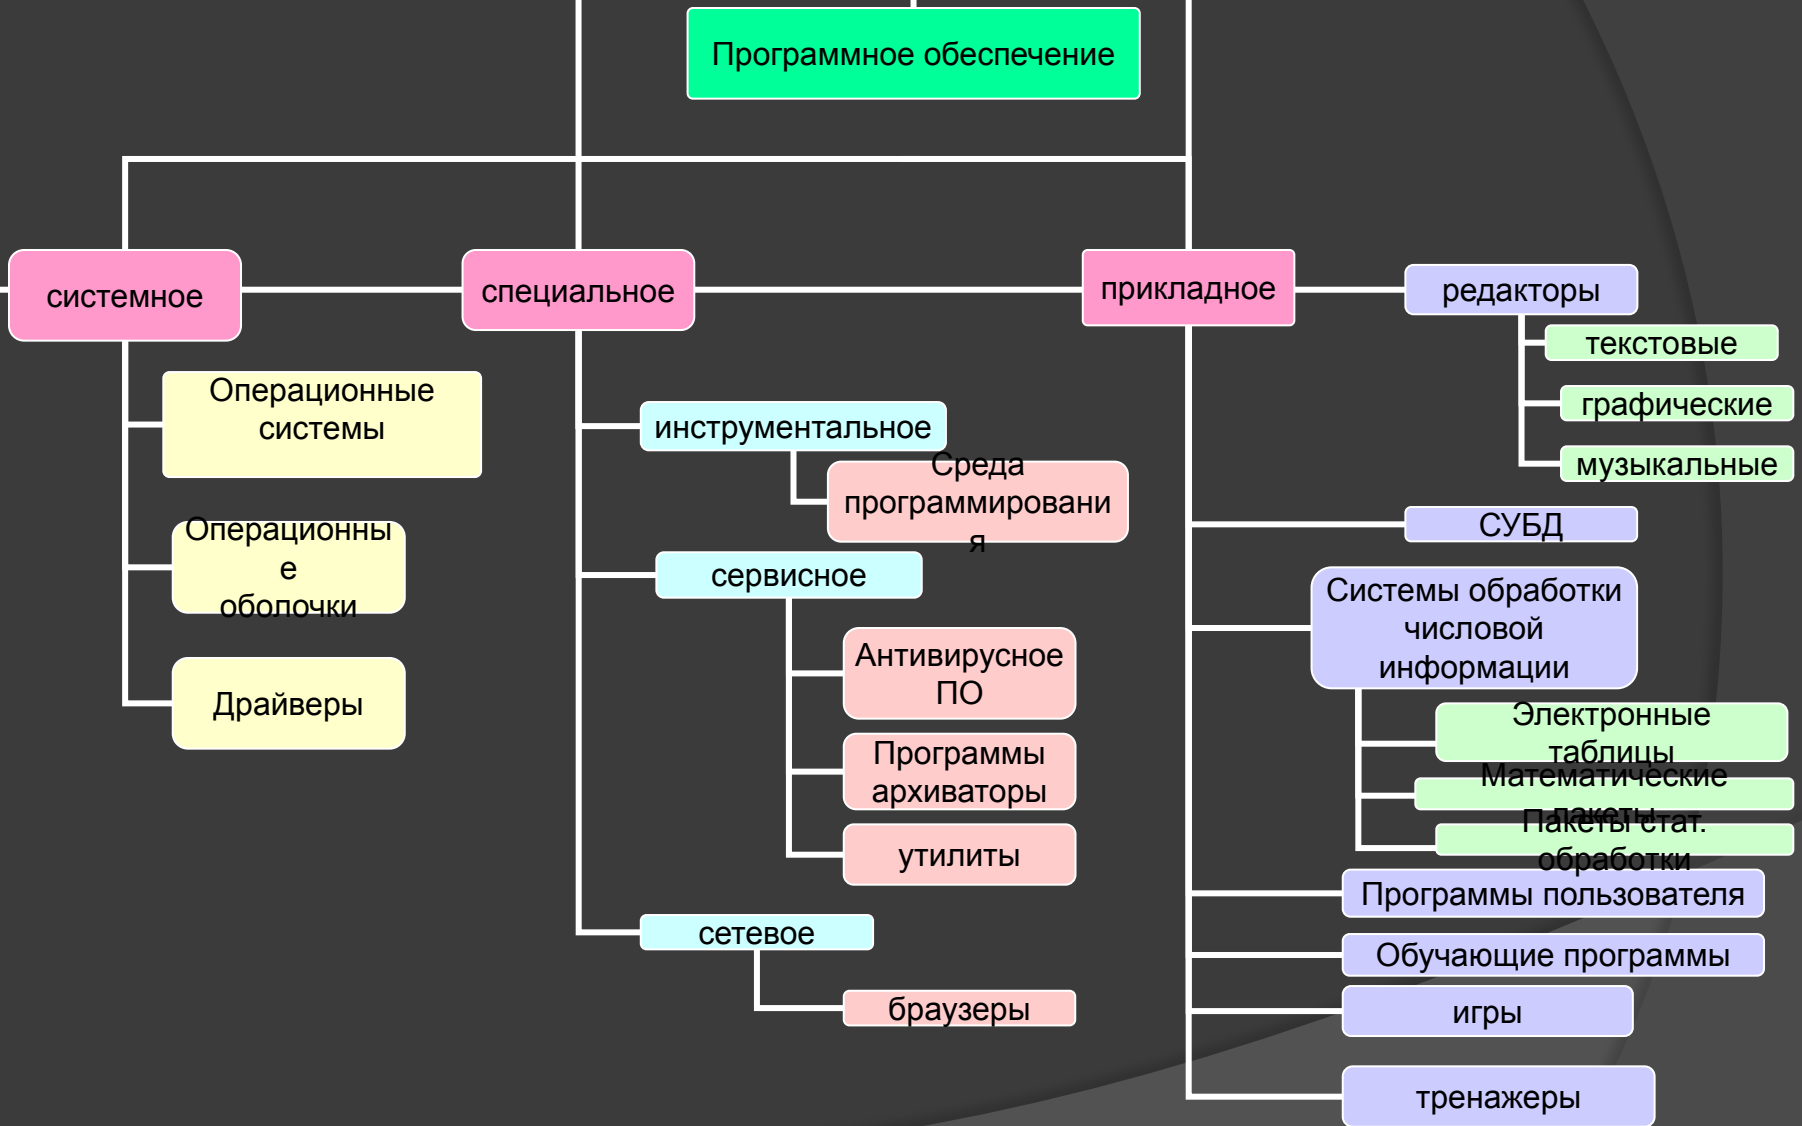 Программное обеспечение
системное
Операционные
системы
Операционны
е
оболочки
Драйверы
специальное
инструментальное
Среда
программировани
я
сервисное
Антивирусное
ПО
Программы
архиваторы
утилиты
сетевое
браузеры
прикладное
редакторы
текстовые
графические
музыкальные
СУБД
Системы обработки
числовой
информации
Электронные
таблицы
Математические
пакеты
Пакеты стат.
обработки
Программы пользователя
Обучающие программы
игры
тренажеры